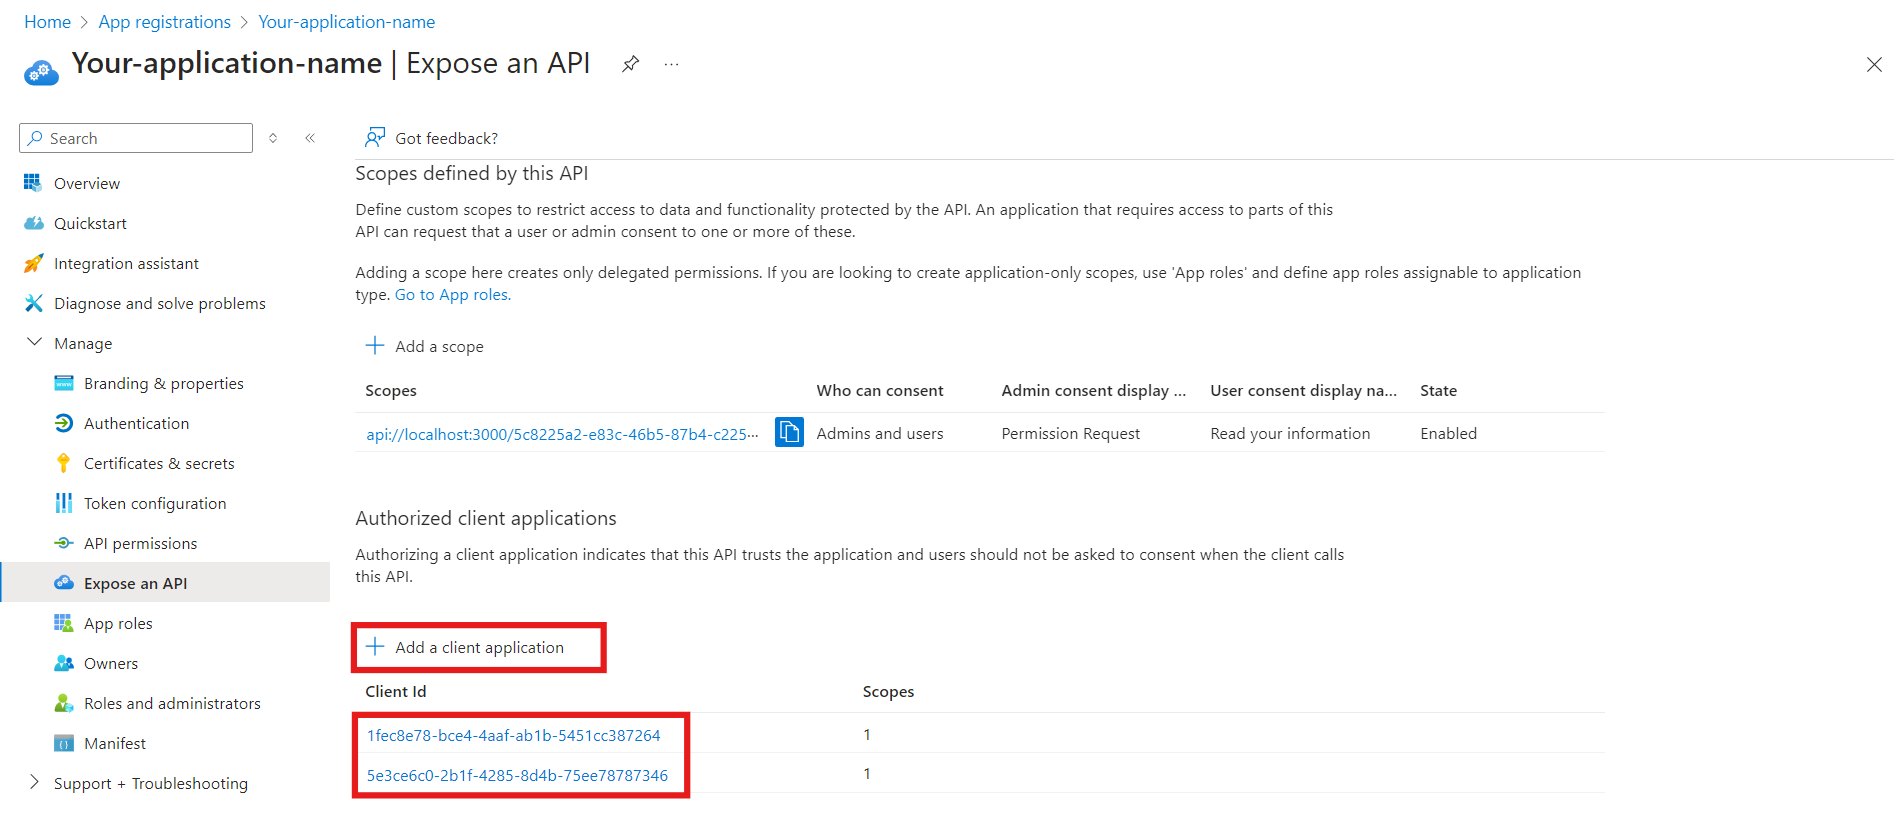 Home > App registrations > Your-application-name
Your-application-name | Expose an API
Search
Got feedback?
Overview
Quickstart
Integration assistant
Diagnose and solve problems
Manage
Branding & properties
Authentication
Certificates & secrets
Token configuration
API permissions
Expose an API
App roles
Owners
Roles and administrators
Manifest
Support + Troubleshooting
Scopes defined by this API
Define custom scopes to restrict access to data and functionality protected by the API. An application that requires access to parts of this
API can request that a user or admin consent to one or more of these.
Adding a scope here creates only delegated permissions. If you are looking to create application-only scopes, use 'App roles' and define app roles assignable to application
type. Go to App roles.
Add a scope
Scopes Who can consent Admin consent display ... User consent display na... State
api://localhost:3000/5c8225a2-e83c-46b5-87b4-c225... Admins and users Permission Request Read your information Enabled
Authorized client applications
Authorizing a client application indicates that this API trusts the application and users should not be asked to consent when the client calls
this API.
Add a client application
Client Id Scopes
1fec8e78-bce4-4aaf-ab1b-5451cc387264 1
5e3ce6c0-2b1f-4285-8d4b-75ee78787346 1